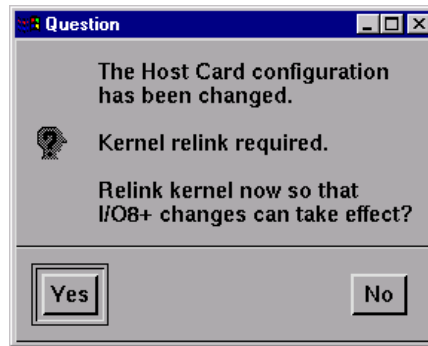 Question
The Host Card configuration
has been changed.
Kernel relink required.
Relink kernel now so that
I/O8+ changes can take effect?
Yes
No